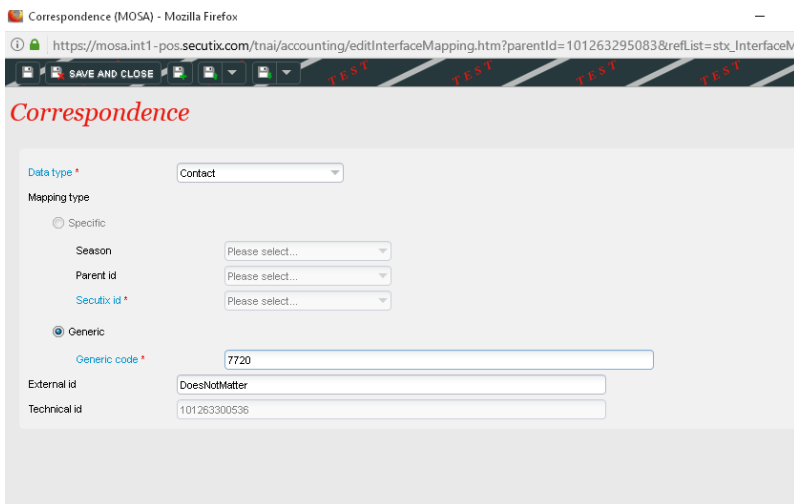 Correspondence (MOSA) - Mozilla Firefox
https://mosa.int1-pos.secutix.com/tnai/accounting/editInterfaceMapping.htm?parentId=101263295083&refList=stx_InterfaceM
SAVE AND CLOSE
TEST TEST TEST TEST
Correspondence
Data type * Contact
Mapping type
Specific
Season Please select...
Parent id Please select...
Secutix id * Please select...
Generic
Generic code * 7720
External id DoesNotMatter
Technical id 101263300536